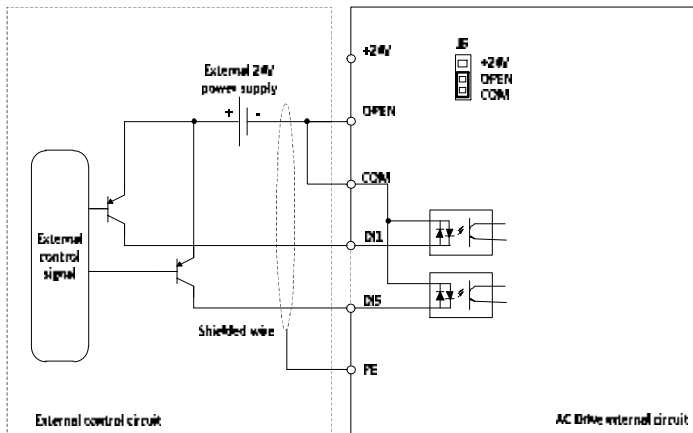 +24V
J6
+24V
OPEN
COM
External 24V
power supply
+ -
OPEN
COM
External
control
signal
DI1
DI5
Shielded wire
PE
External control circuit
AC Drive internal circuit